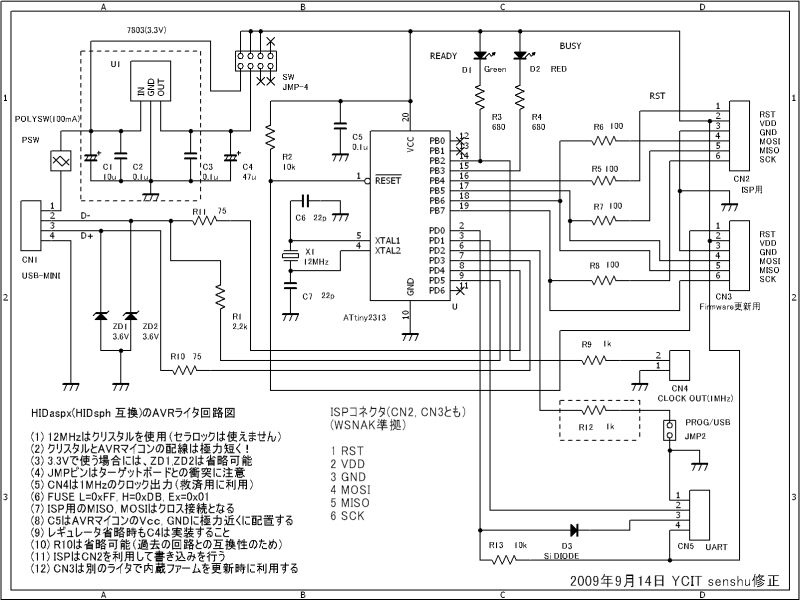 A B C D
7803(3.3V)
U1
IN
GND
OUT
SW
JMP-4
READY
BUSY
D1 Green
D2 RED
POLYSW(100mA)
PSW
C1
10u
C2
0.1u
C3
0.1u
C4
47u
R2
10k
C5
0.1u
R3
680
R4
680
RST
R6 100
R5 100
R7 100
R8 100
1 RST
2 VDD
3 GND
4 MOSI
5 MISO
6 SCK
CN2
ISP用
1 RST
2 VDD
3 GND
4 MOSI
5 MISO
6 SCK
CN3
Firmware更新用
20
VCC
1 RESET
5 XTAL1
4 XTAL2
GND
10
PB0 12
PB1 13
PB2 14
PB3 15
PB4 16
PB5 17
PB6 18
PB7 19
PD0 2
PD1 3
PD2 6
PD3 7
PD4 8
PD5 9
PD6 11
U
ATtiny2313
C6 22p
X1
12MHz
C7 22p
1
2 D-
3 D+
4
CN1
USB-MINI
R11 75
R1
2.2k
R10 75
ZD1
3.6V
ZD2
3.6V
R9 1k
2
1
CN4
CLOCK OUT(1MHz)
R12 1k
PROG/USB
JMP2
1
2
3
4
CN5 UART
R13 10k
D3
Si DIODE
HIDaspx(HIDsph 互換)のAVRライタ回路図
(1) 12MHzはクリスタルを使用(セラロックは使えません)
(2) クリスタルとAVRマイコンの配線は極力短く!
(3) 3.3Vで使う場合には、ZD1,ZD2は省略可能
(4) JMPピンはターゲットボードとの衝突に注意
(5) CN4は1MHzのクロック出力(救済用に利用)
(6) FUSE L=0xFF, H=0xDB, Ex=0x01
(7) ISP用のMISO, MOSIはクロス接続となる
(8) C5はAVRマイコンのVcc, GNDに極力近くに配置する
(9) レギュレータ省略時もC4は実装すること
(10) R10は省略可能(過去の回路との互換性のため)
(11) ISPはCN2を利用して書き込みを行う
(12) CN3は別のライタで内蔵ファームを更新時に利用する
ISPコネクタ(CN2, CN3とも)
(WSNAK準拠)
1 RST
2 VDD
3 GND
4 MOSI
5 MISO
6 SCK
2009年9月14日 YCIT senshu修正
A B C D
1
2
3
1
2
3